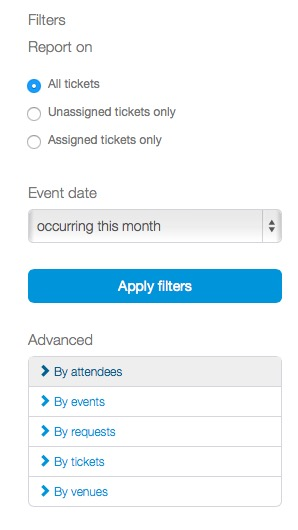 Filters
Report on
All tickets
Unassigned tickets only
Assigned tickets only
Event date
occurring this month
Apply filters
Advanced
By attendees
By events
By requests
By tickets
By venues